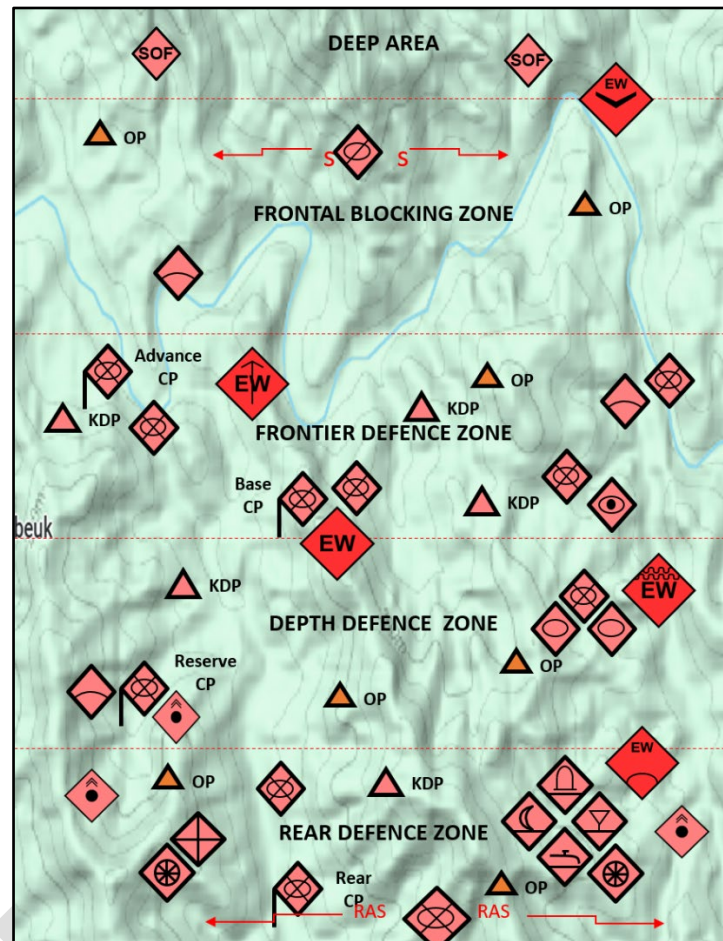 DEEP AREA
SOF
SOF
EW
OP
S
S
OP
FRONTAL BLOCKING ZONE
Advance
CP
EW
OP
KDP
KDP
FRONTIER DEFENCE ZONE
Base
CP
KDP
beuk
EW
KDP
EW
DEPTH DEFENCE ZONE
Reserve
CP
OP
OP
EW
OP
KDP
REAR DEFENCE ZONE
Rear
CP
OP
RAS
RAS